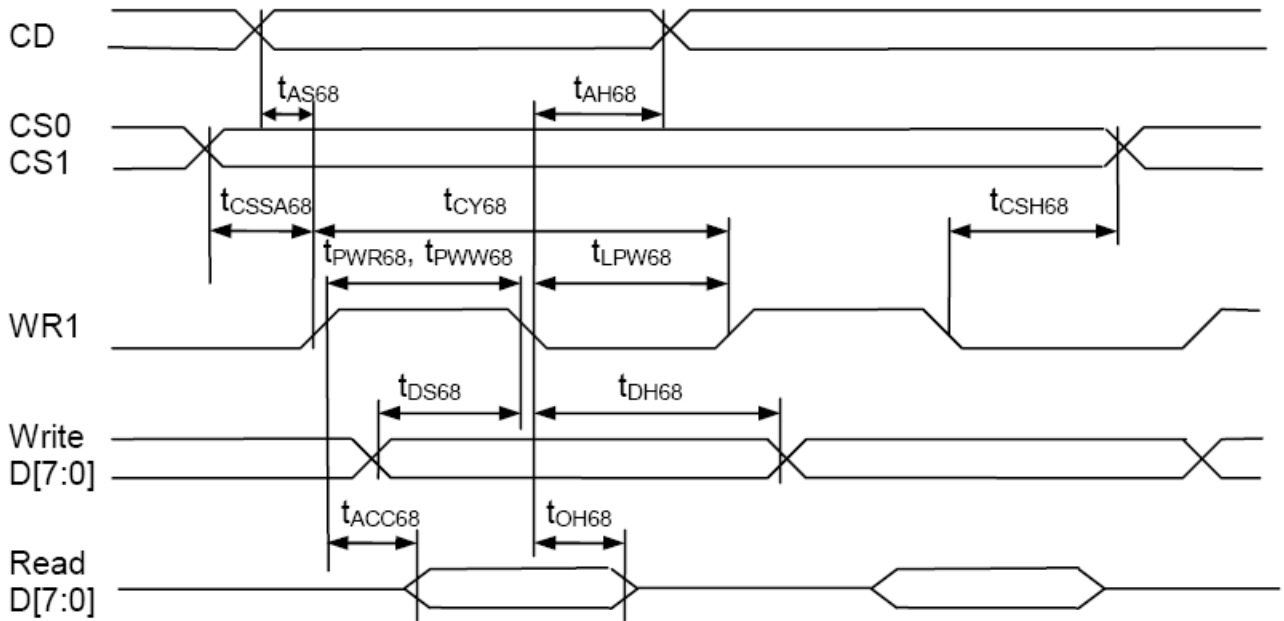 CD
tAS68 tAH68
CS0
CS1
tCSSA68 tCY68 tCSH68
tPWR68, tPWW68 tLPW68
WR1
tDS68 tDH68
Write
D[7:0]
tACC68 tOH68
Read
D[7:0]